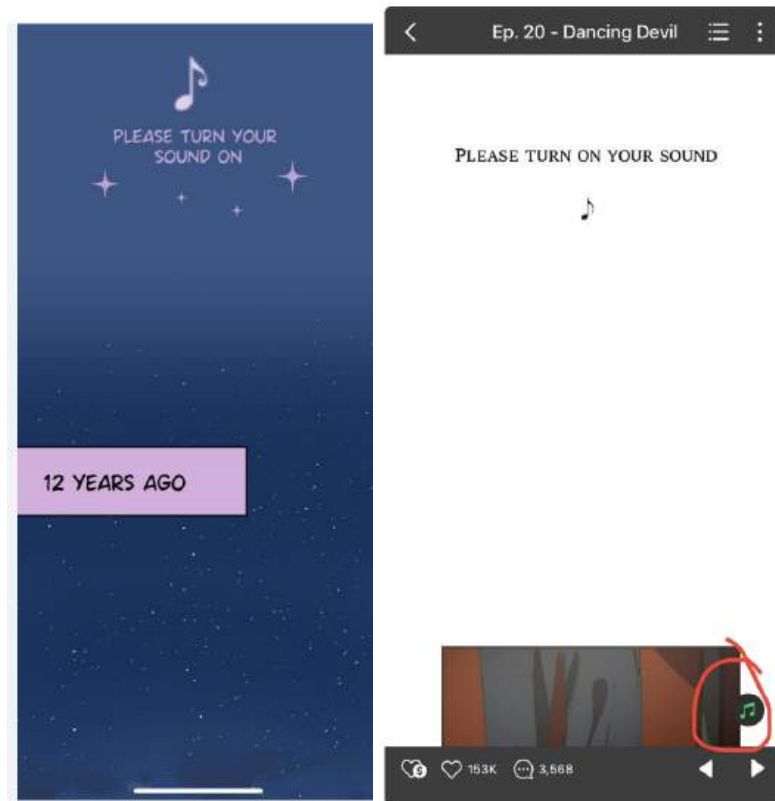 PLEASE TURN YOUR
SOUND ON
12 YEARS AGO
Ep. 20 - Dancing Devil
PLEASE TURN ON YOUR SOUND
$
153K
3,568